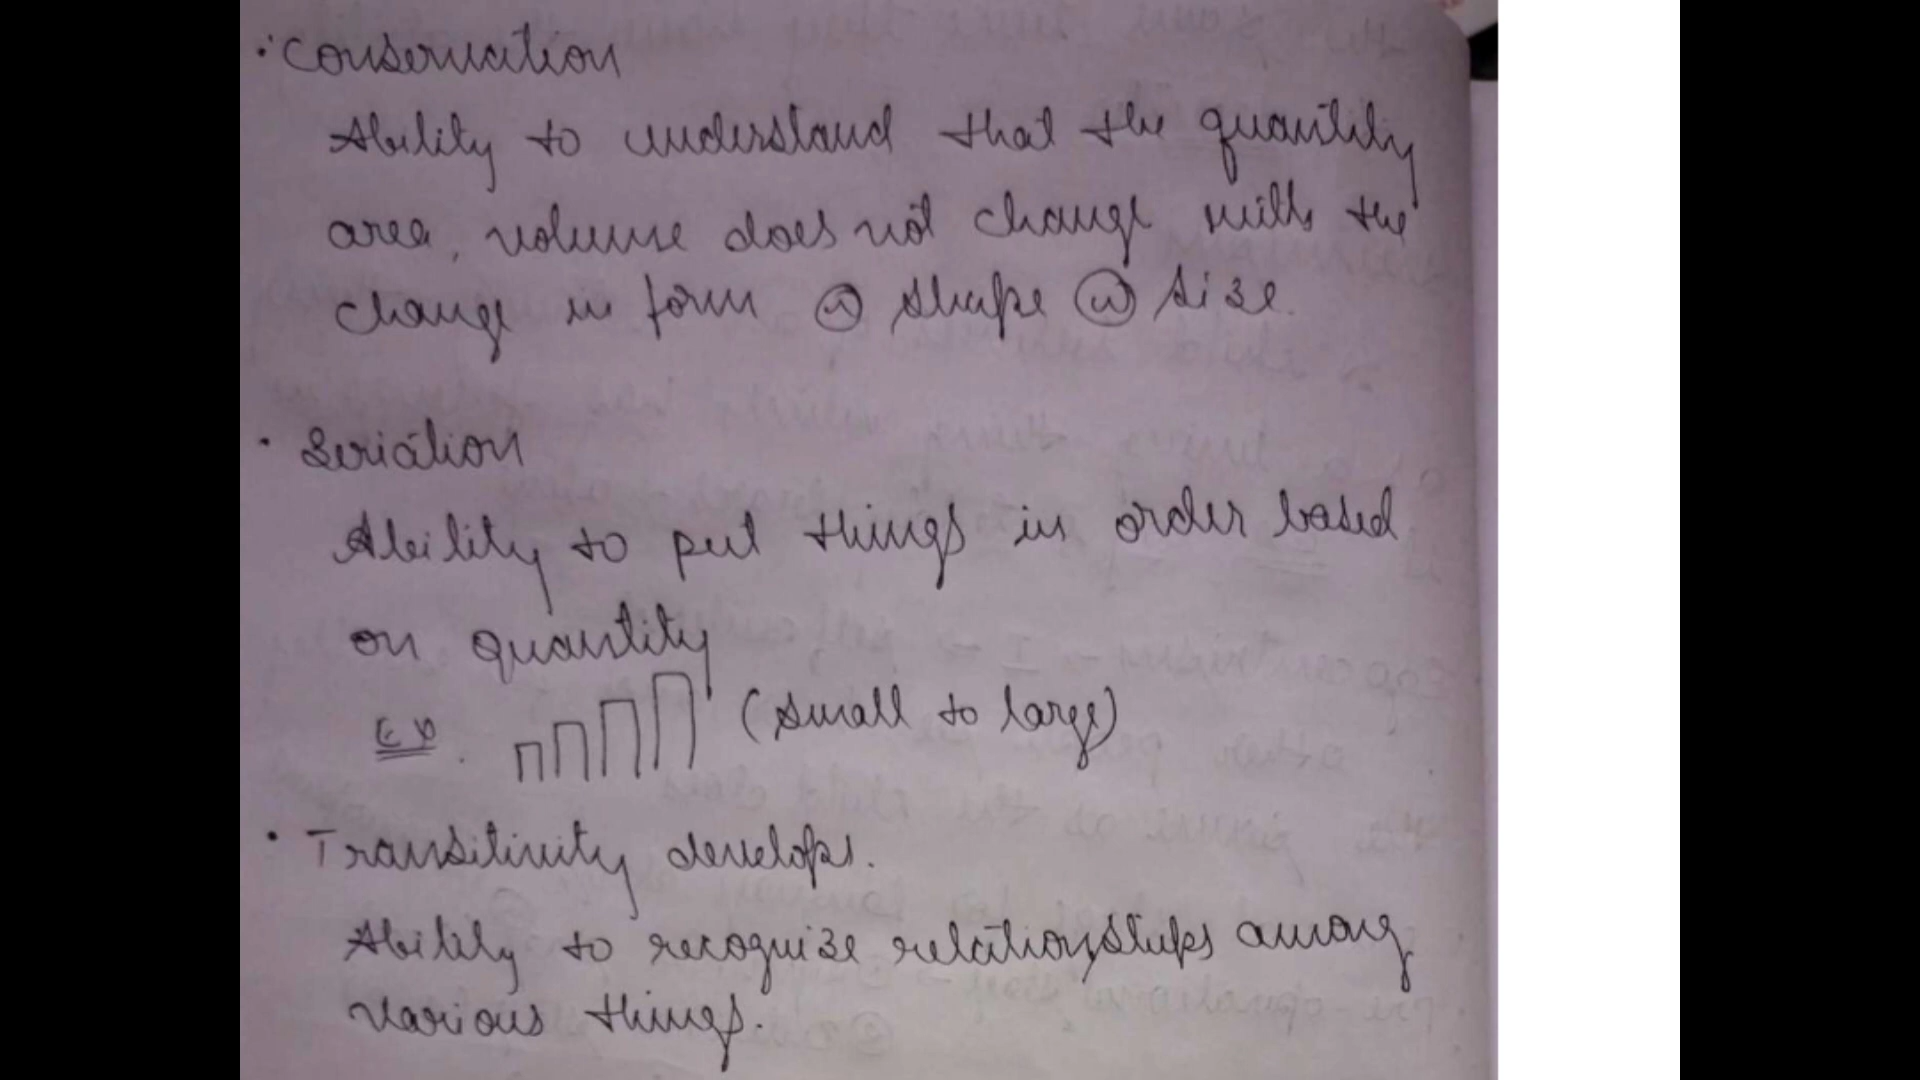 · Conservation
Ability to understand that the quantity
area, volume does not change with the
change in form or shape or size.
· Seriation
Ability to put things in order based
on quantity
Ex. (small to large)
· Transitivity develops.
Ability to recognize relationships among
various things.